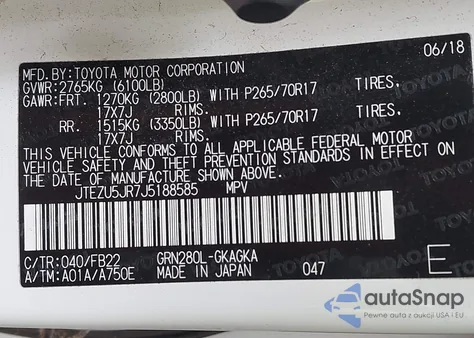 06/18
MFD.BY:TOYOTA MOTOR CORPORATION
GVWR:2765KG (6100LB)
GAWR:FRT. 1270KG (2800LB) WITH P265/70R17 TIRES,
17X7J RIMS.
RR. 1515KG (3350LB) WITH P265/70R17 TIRES,
17X7J RIMS.
THIS VEHICLE CONFORMS TO ALL APPLICABLE FEDERAL MOTOR
VEHICLE SAFETY AND THEFT PREVENTION STANDARDS IN EFFECT ON
THE DATE OF MANUFACTURE SHOWN ABOVE.
JTEZU5JR7J5188585 MPV
C/TR:040/FB22 GRN280L-GKAGKA
A/TM:A01A/A750E MADE IN JAPAN 047 E
autoSnap
Pewne auto z aukcji USA i EU